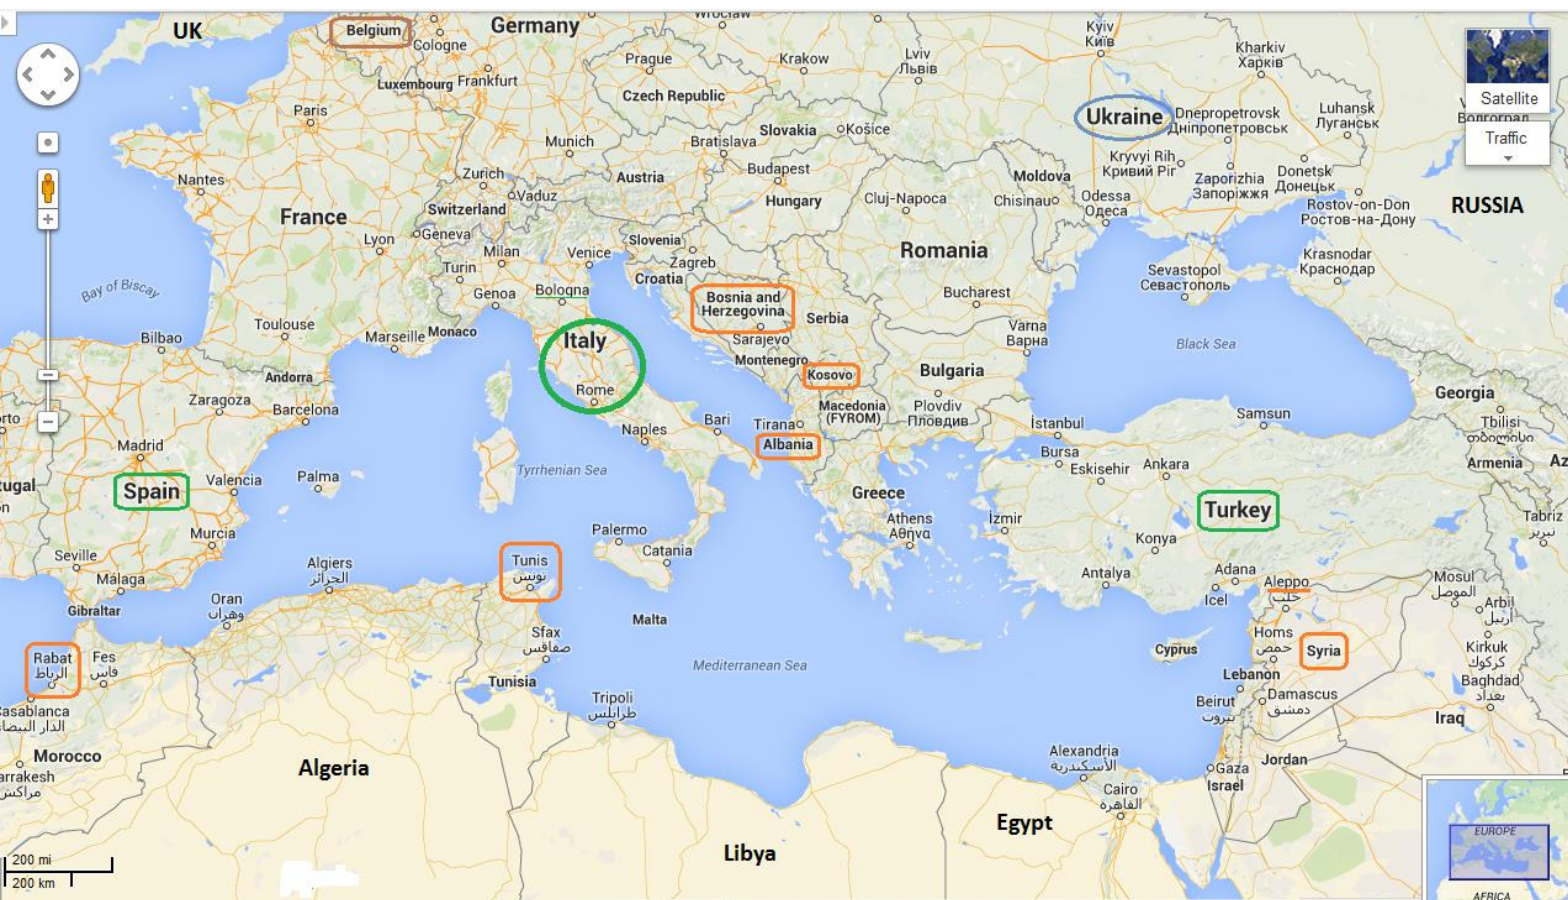 UK
Belgium
Germany
Cologne
Wrocław
Kyiv
Київ
Kharkiv
Харків
Luxembourg
Frankfurt
Prague
Krakow
Lviv
Львів
Satellite
Traffic
Czech Republic
Paris
Slovakia
Košice
Ukraine
Dnepropetrovsk
Дніпропетровськ
Luhansk
Луганськ
Волгоград
Munich
Bratislava
Nantes
Zurich
Vaduz
Austria
Budapest
Moldova
Kryvyi Rih
Кривий Ріг
Zaporizhia
Запоріжжя
Donetsk
Донецьк
France
Switzerland
Hungary
Cluj-Napoca
Chisinau
Odessa
Одеса
Rostov-on-Don
Ростов-на-Дону
RUSSIA
Lyon
Geneva
Milan
Venice
Slovenia
Zagreb
Romania
Turin
Croatia
Sevastopol
Севастополь
Krasnodar
Краснодар
Bay of Biscay
Genoa
Bologna
Bosnia and
Herzegovina
Serbia
Bucharest
Bilbao
Toulouse
Marseille
Monaco
Italy
Sarajevo
Varna
Варна
Black Sea
Andorra
Montenegro
Kosovo
Bulgaria
Zaragoza
Barcelona
Rome
Macedonia
(FYROM)
Plovdiv
Пловдив
Georgia
Tbilisi
თბილისი
Madrid
Naples
Bari
Tirana
Albania
İstanbul
Samsun
Bursa
Eskisehir
Ankara
Armenia
Az
tugal
Spain
Valencia
Palma
Tyrrhenian Sea
Greece
Turkey
Murcia
Palermo
Catania
Athens
Αθήνα
İzmir
Konya
Tabriz
تبریز
Seville
Málaga
Gibraltar
Algiers
الجزائر
Tunis
تونس
Antalya
Adana
Icel
Aleppo
حلب
Mosul
الموصل
Arbil
أربيل
Oran
وهران
Malta
Rabat
الرباط
Fes
فاس
Sfax
صفاقس
Tunisia
Mediterranean Sea
Cyprus
Homs
حمص
Syria
Kirkuk
كركوك
Lebanon
Baghdad
بغداد
Casablanca
الدار البيضاء
Tripoli
طرابلس
Beirut
بيروت
Damascus
دمشق
Iraq
Morocco
arrakesh
مراكش
Algeria
Alexandria
الأسكندرية
Gaza
Israel
Jordan
Cairo
القاهرة
Egypt
Libya
200 mi
200 km
EUROPE
AFRICA